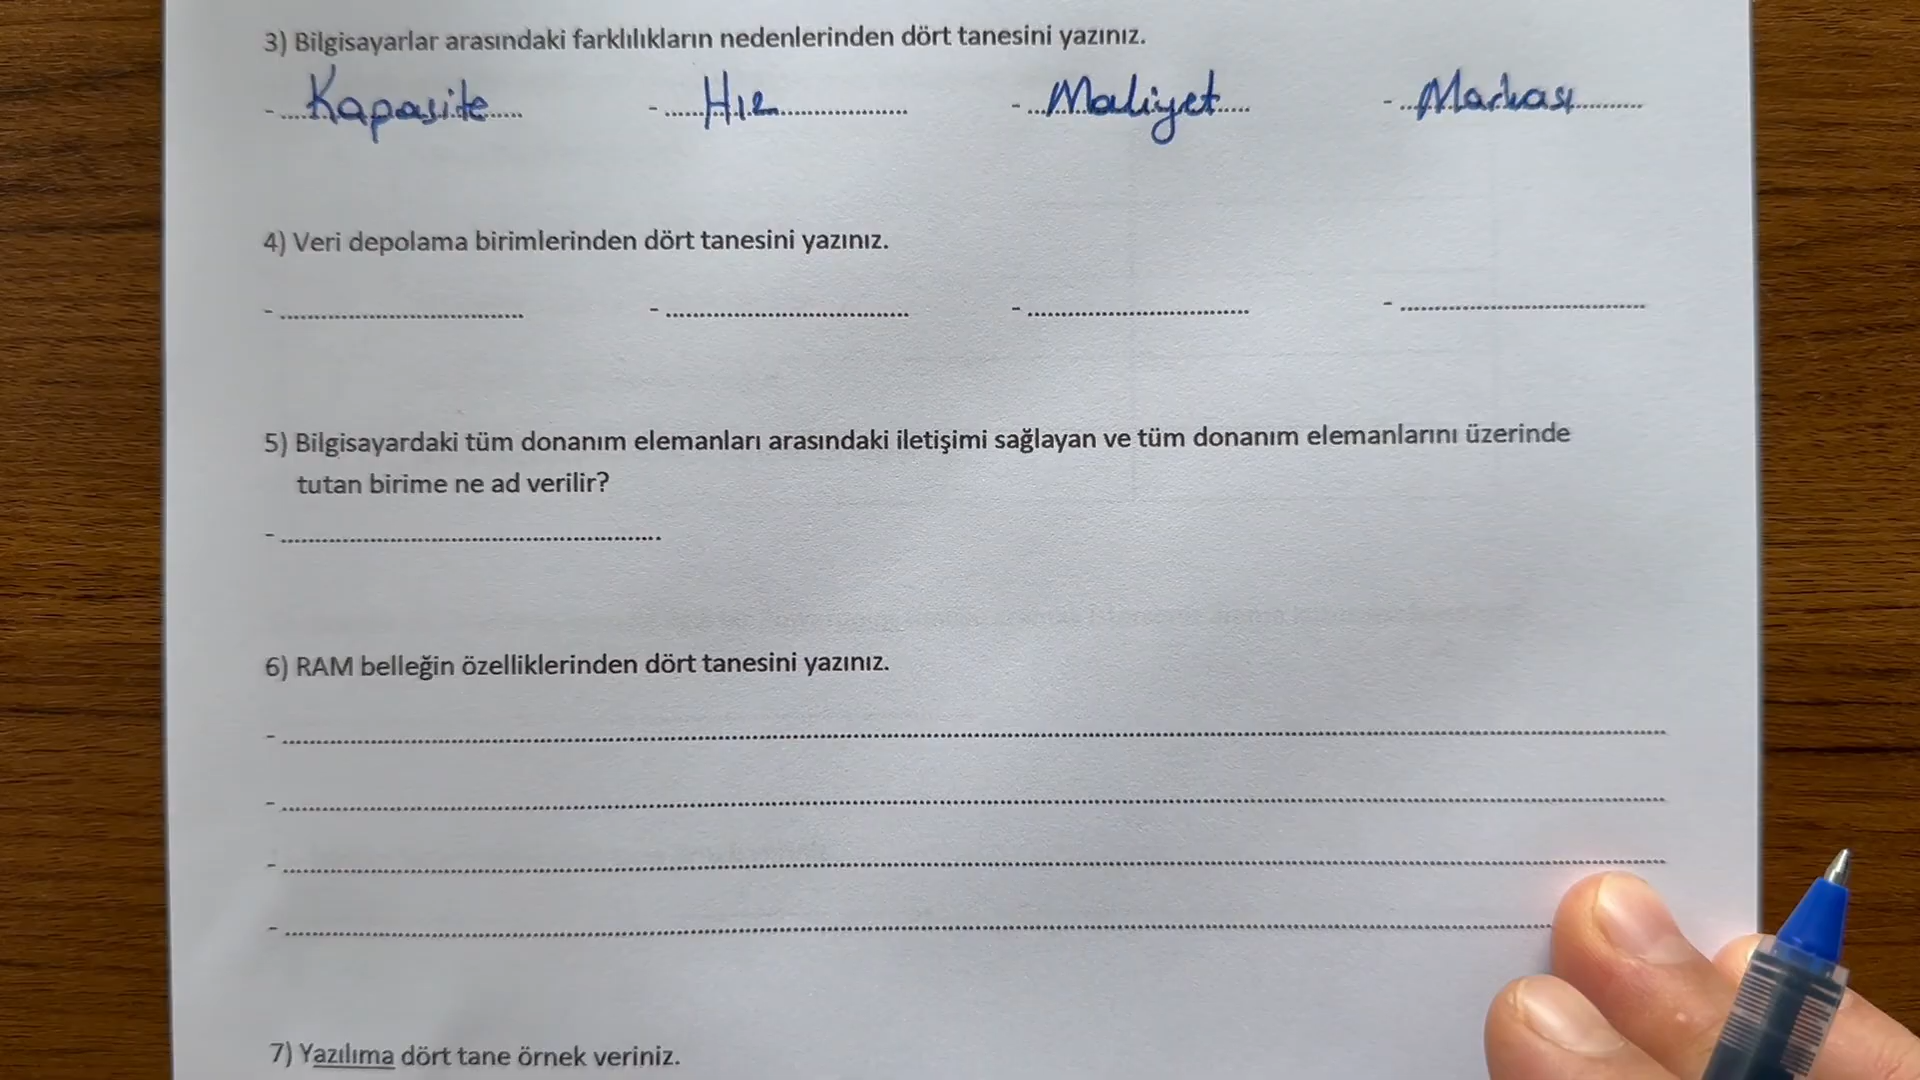 3) Bilgisayarlar arasındaki farklılıkların nedenlerinden dört tanesini yazınız.
- Kapasite - Hız - Maliyet - Markası
4) Veri depolama birimlerinden dört tanesini yazınız.
- - - -
5) Bilgisayardaki tüm donanım elemanları arasındaki iletişimi sağlayan ve tüm donanım elemanlarını üzerinde
tutan birime ne ad verilir?
-
6) RAM belleğin özelliklerinden dört tanesini yazınız.
-
-
-
-
7) Yazılıma dört tane örnek veriniz.